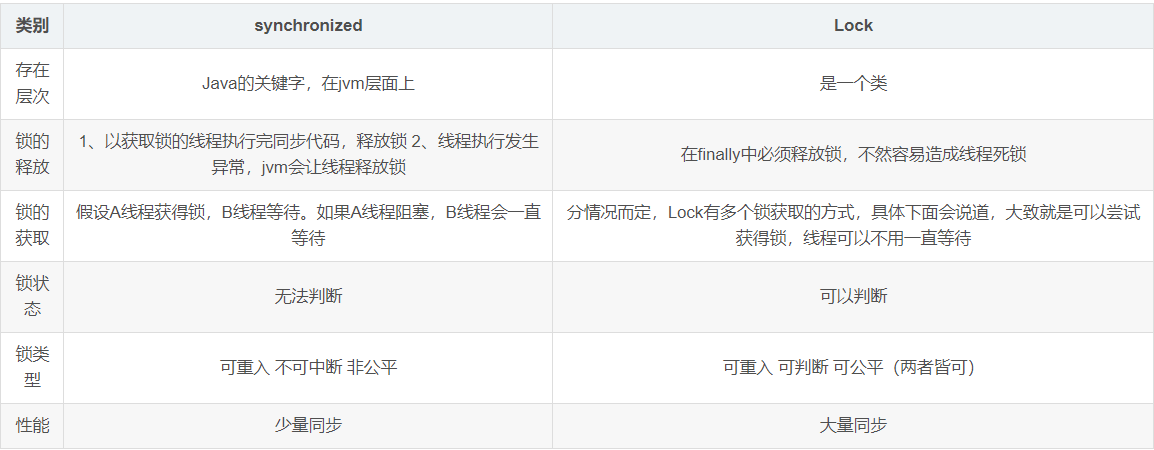 类别
synchronized
Lock
存在
层次
Java的关键字，在jvm层面上
是一个类
锁的
释放
1、以获取锁的线程执行完同步代码，释放锁 2、线程执行发生
异常，jvm会让线程释放锁
在finally中必须释放锁，不然容易造成线程死锁
锁的
获取
假设A线程获得锁，B线程等待。如果A线程阻塞，B线程会一直
等待
分情况而定，Lock有多个锁获取的方式，具体下面会说道，大致就是可以尝试
获得锁，线程可以不用一直等待
锁状
态
无法判断
可以判断
锁类
型
可重入 不可中断 非公平
可重入 可判断 可公平（两者皆可）
性能
少量同步
大量同步